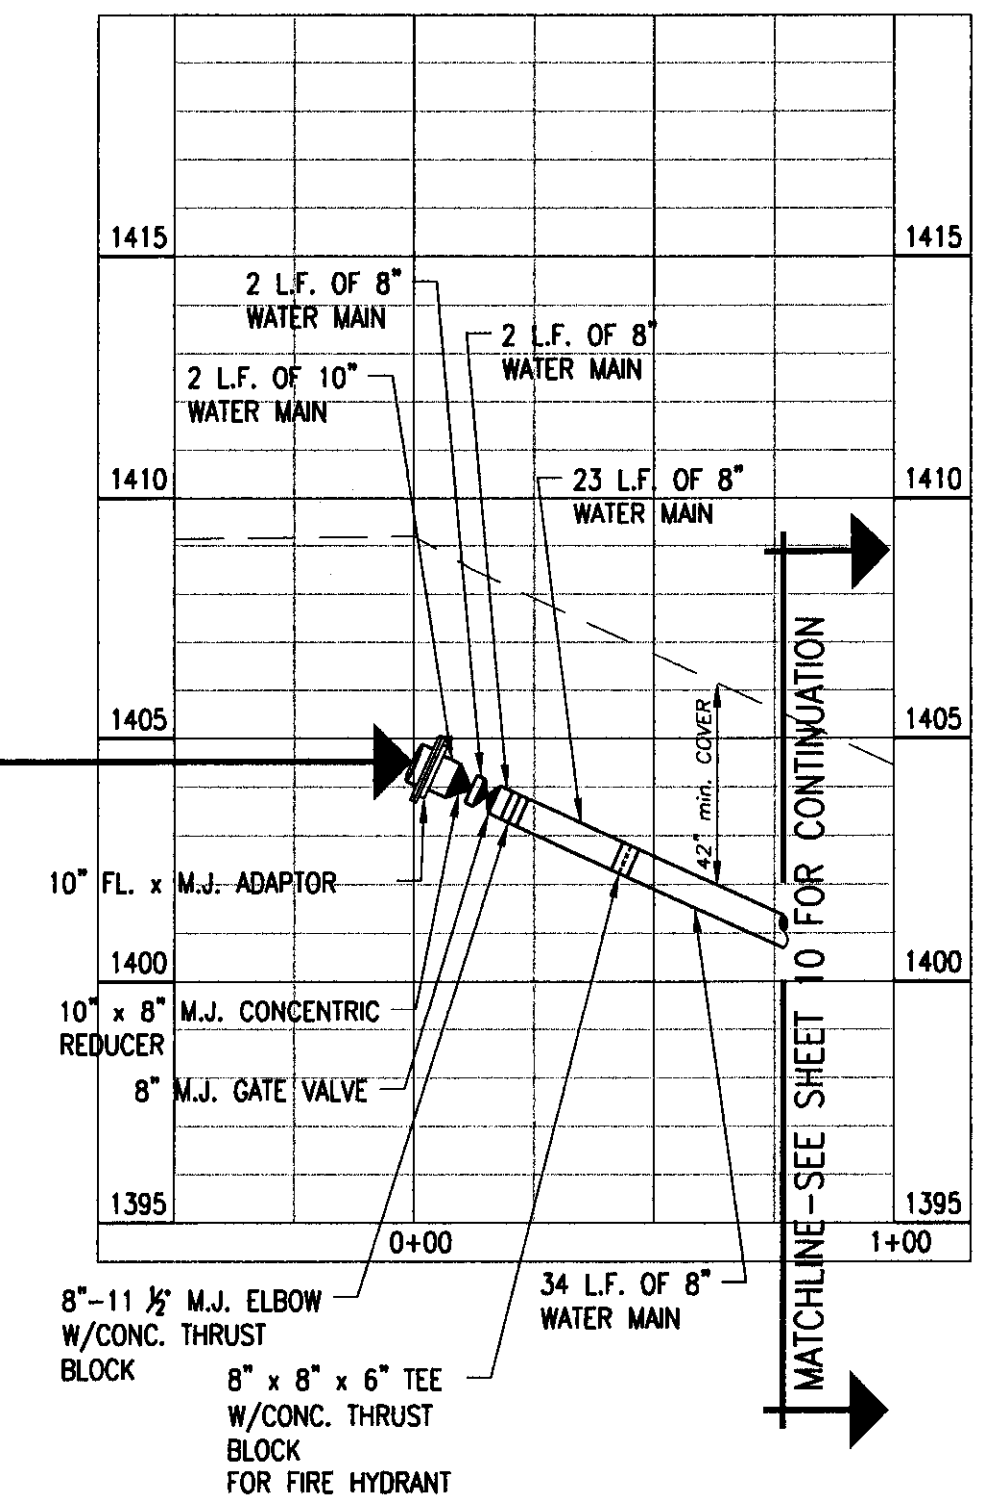 1415
1415
2 L.F. OF 8"
WATER MAIN
2 L.F. OF 8"
WATER MAIN
2 L.F. OF 10"
WATER MAIN
1410
1410
23 L.F. OF 8"
WATER MAIN
1405
1405
42" min. COVER
10" FL. x M.J. ADAPTOR
1400
1400
10" x 8" M.J. CONCENTRIC
REDUCER
8" M.J. GATE VALVE
MATCHLINE-SEE SHEET 10 FOR CONTINUATION
1395
1395
0+00
1+00
8"-11 ½° M.J. ELBOW
W/CONC. THRUST
BLOCK
34 L.F. OF 8"
WATER MAIN
8" x 8" x 6" TEE
W/CONC. THRUST
BLOCK
FOR FIRE HYDRANT